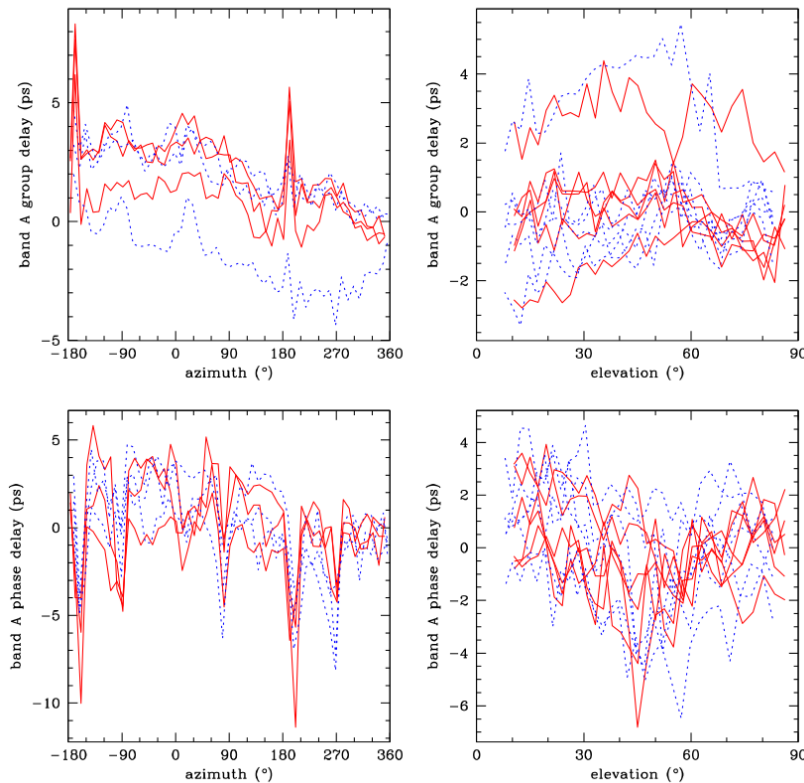 band A group delay (ps)
5
0
-5
-180 -90 0 90 180 270 360
azimuth (°)
band A group delay (ps)
4
2
0
-2
0 30 60 90
elevation (°)
band A phase delay (ps)
5
0
-5
-10
-180 -90 0 90 180 270 360
azimuth (°)
band A phase delay (ps)
4
2
0
-2
-4
-6
0 30 60 90
elevation (°)